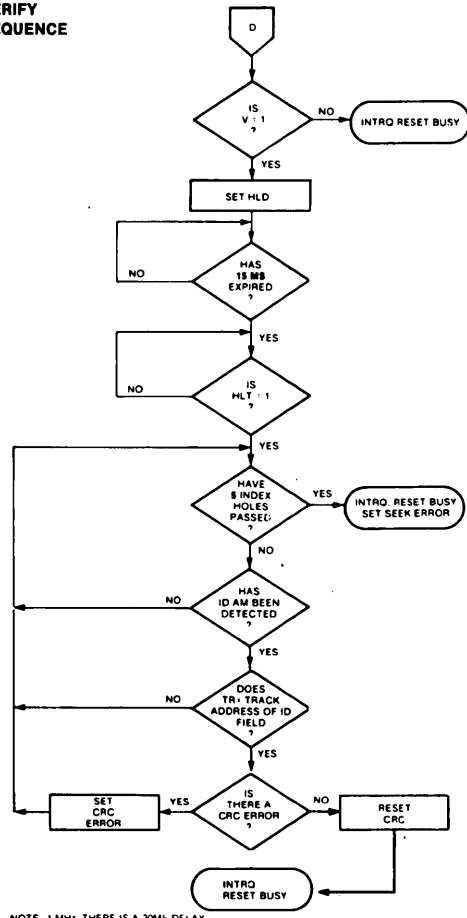 ERIFY
EQUENCE
D
IS
V = 1
?
NO
INTRQ RESET BUSY
YES
SET HLD
HAS
15 MS
EXPIRED
?
NO
YES
IS
HLT = 1
?
NO
YES
HAVE
5 INDEX
HOLES
PASSED
?
YES
INTRQ. RESET BUSY
SET SEEK ERROR
NO
HAS
ID AM BEEN
DETECTED
?
NO
YES
DOES
TR = TRACK
ADDRESS OF ID
FIELD
?
NO
YES
IS
THERE A
CRC ERROR
?
YES
SET
CRC
ERROR
NO
RESET
CRC
INTRQ
RESET BUSY
NOTE 1 MHz THERE IS A 30MS DELAY